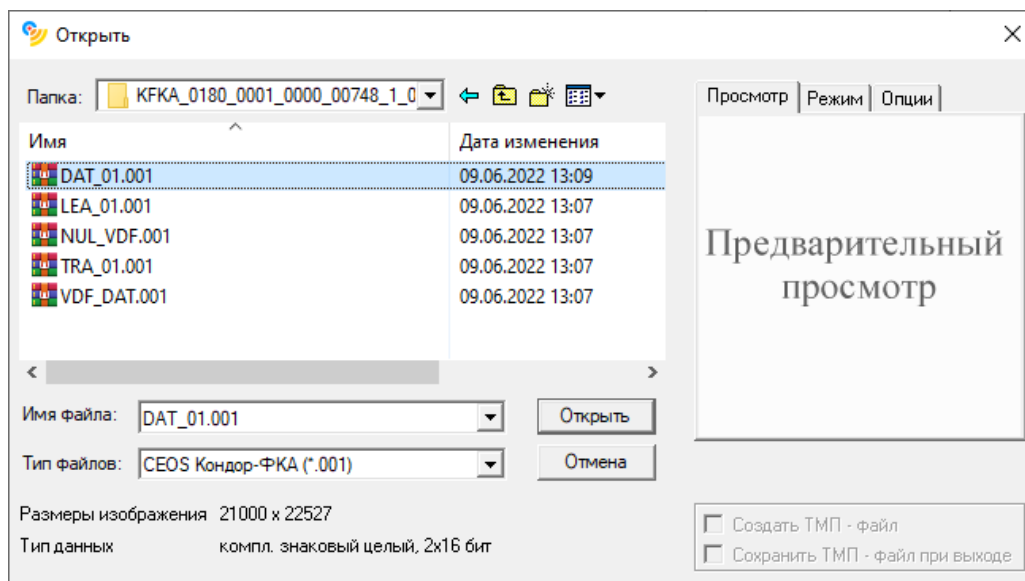 Открыть
Папка: KFKA_0180_0001_0000_00748_1_0
Просмотр Режим Опции
Имя Дата изменения
DAT_01.001 09.06.2022 13:09
LEA_01.001 09.06.2022 13:07
NUL_VDF.001 09.06.2022 13:07
TRA_01.001 09.06.2022 13:07
VDF_DAT.001 09.06.2022 13:07
Предварительный
просмотр
Имя файла: DAT_01.001 Открыть
Тип файлов: CEOS Кондор-ФКА (*.001) Отмена
Размеры изображения 21000 x 22527
Тип данных компл. знаковый целый, 2x16 бит
Создать ТМП - файл
Сохранить ТМП - файл при выходе